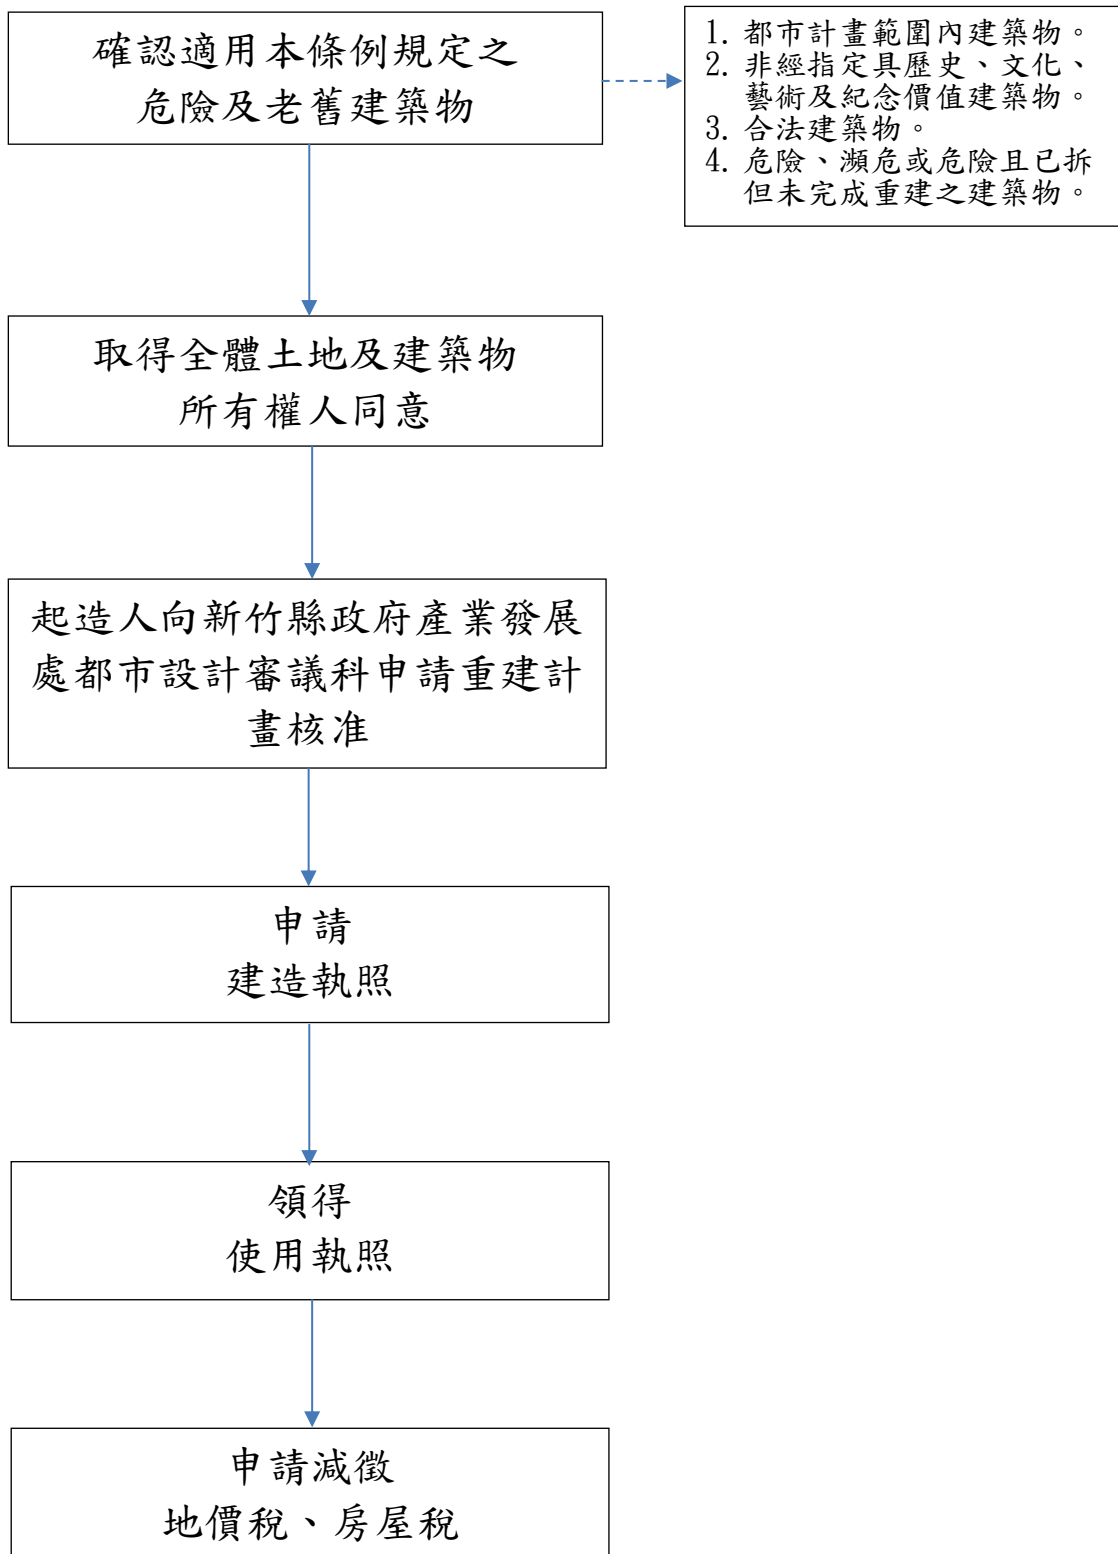 確認適用本條例規定之
危險及老舊建築物
1. 都市計畫範圍內建築物。
2. 非經指定具歷史、文化、
藝術及紀念價值建築物。
3. 合法建築物。
4. 危險、瀕危或危險且已拆
但未完成重建之建築物。
取得全體土地及建築物
所有權人同意
起造人向新竹縣政府產業發展
處都市設計審議科申請重建計
畫核准
申請
建造執照
領得
使用執照
申請減徵
地價稅、房屋稅